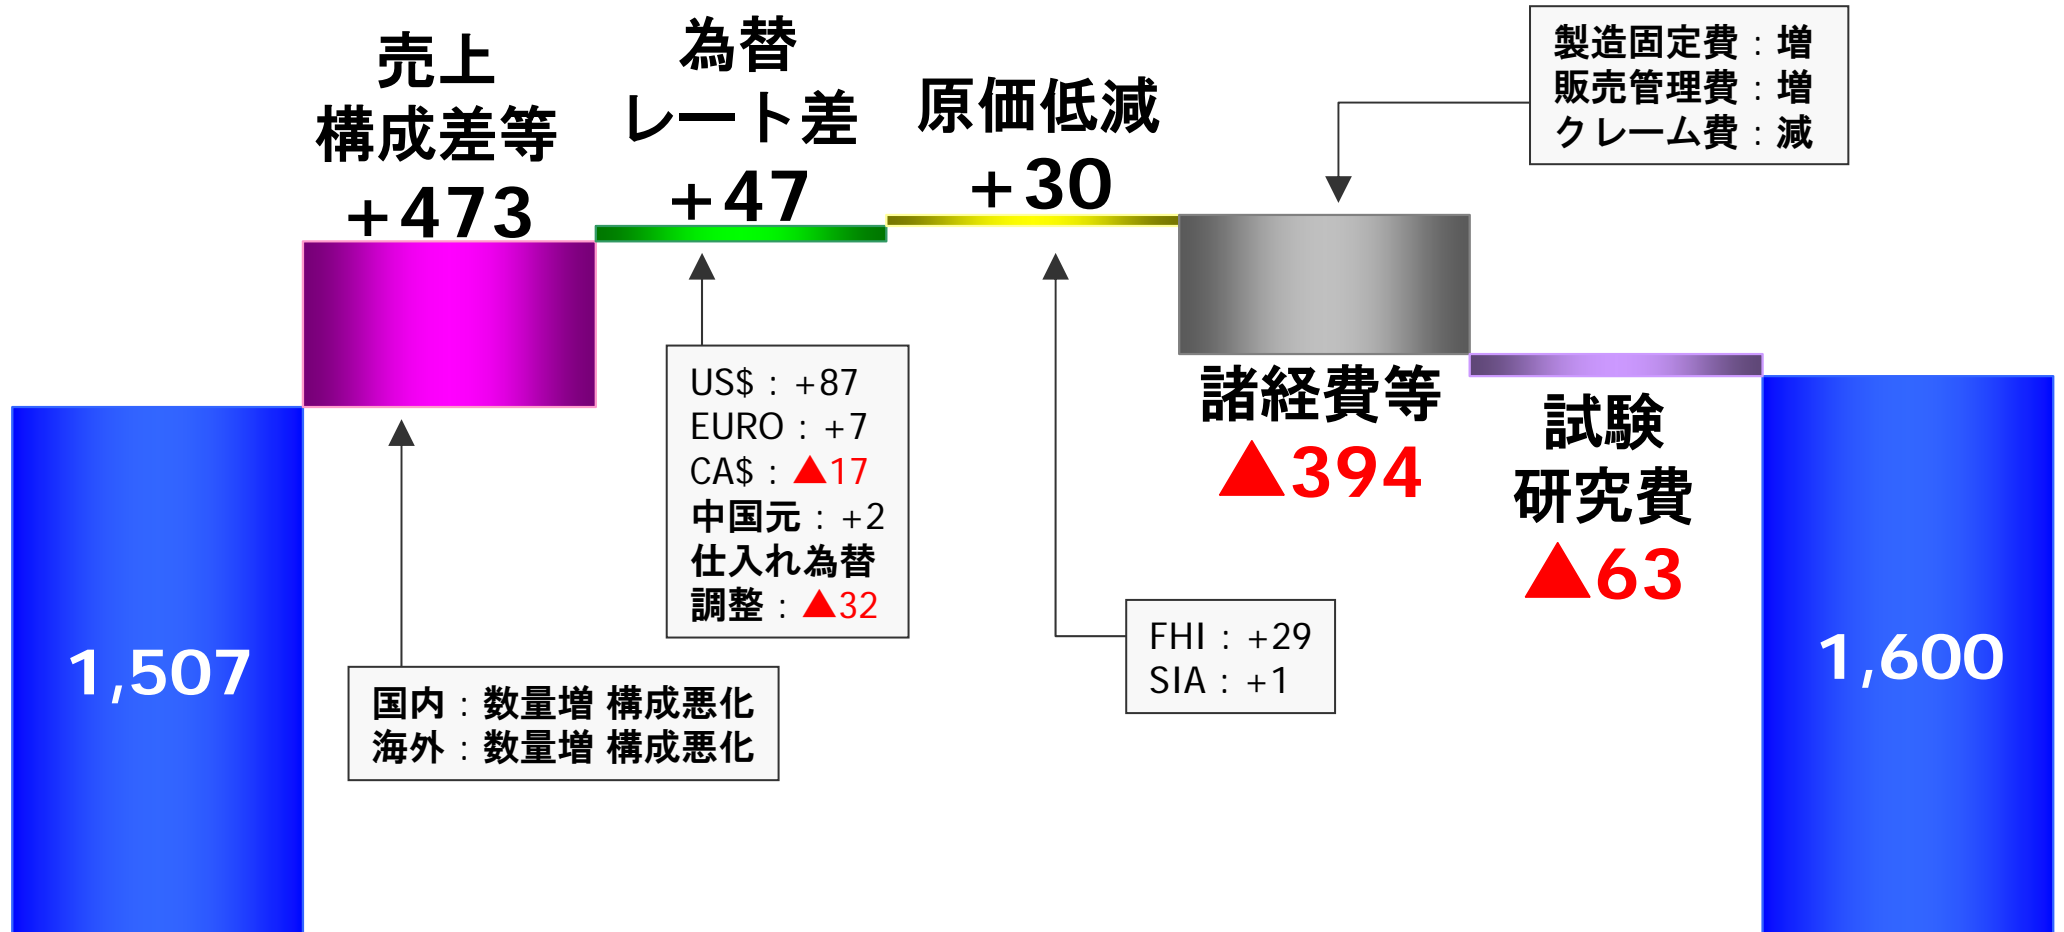 売上
構成差等
+473
為替
レート差
+47
原価低減
+30
製造固定費：増
販売管理費：増
クレーム費：減
US$：+87
EURO：+7
CA$：▲17
中国元：+2
仕入れ為替
調整：▲32
諸経費等
▲394
試験
研究費
▲63
FHI：+29
SIA：+1
1,507
国内：数量増 構成悪化
海外：数量増 構成悪化
1,600